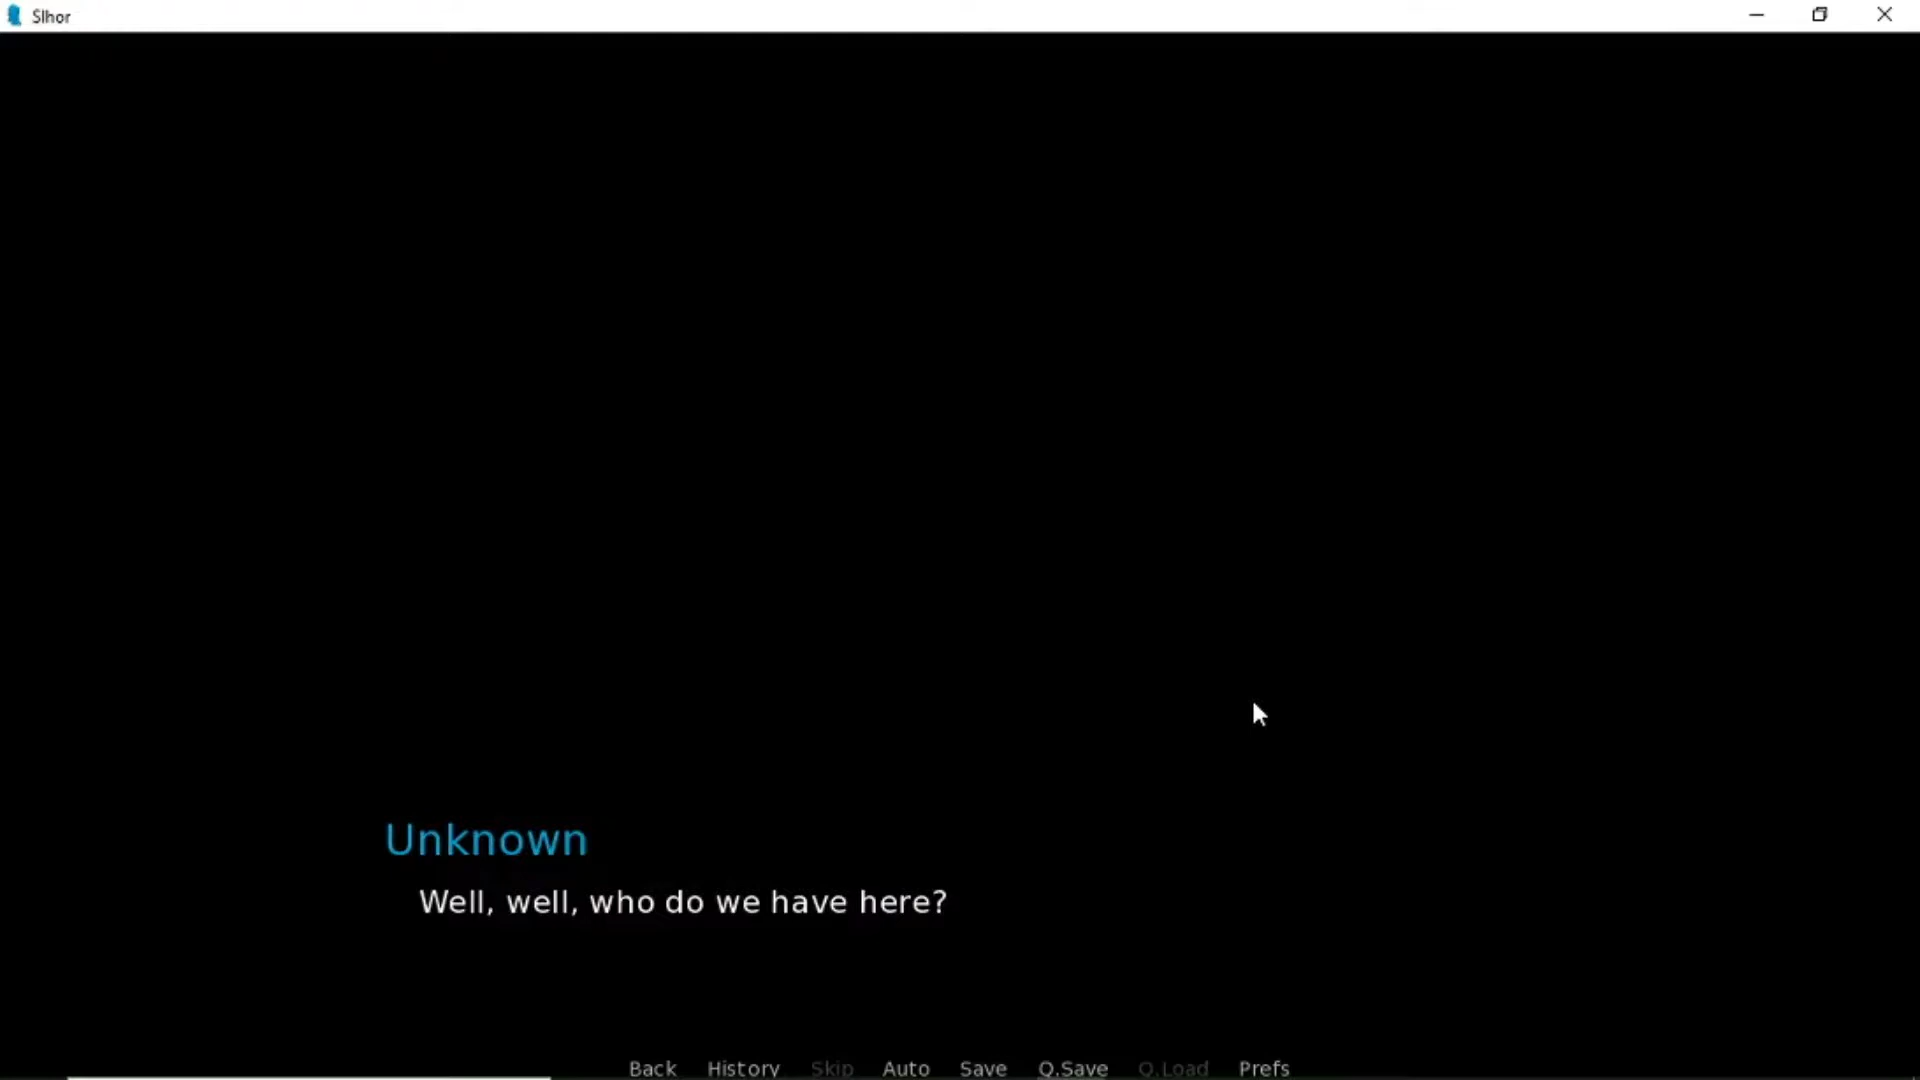 Slhor
Unknown
Well, well, who do we have here?
Back History Skip Auto Save Q.Save Q.Load Prefs